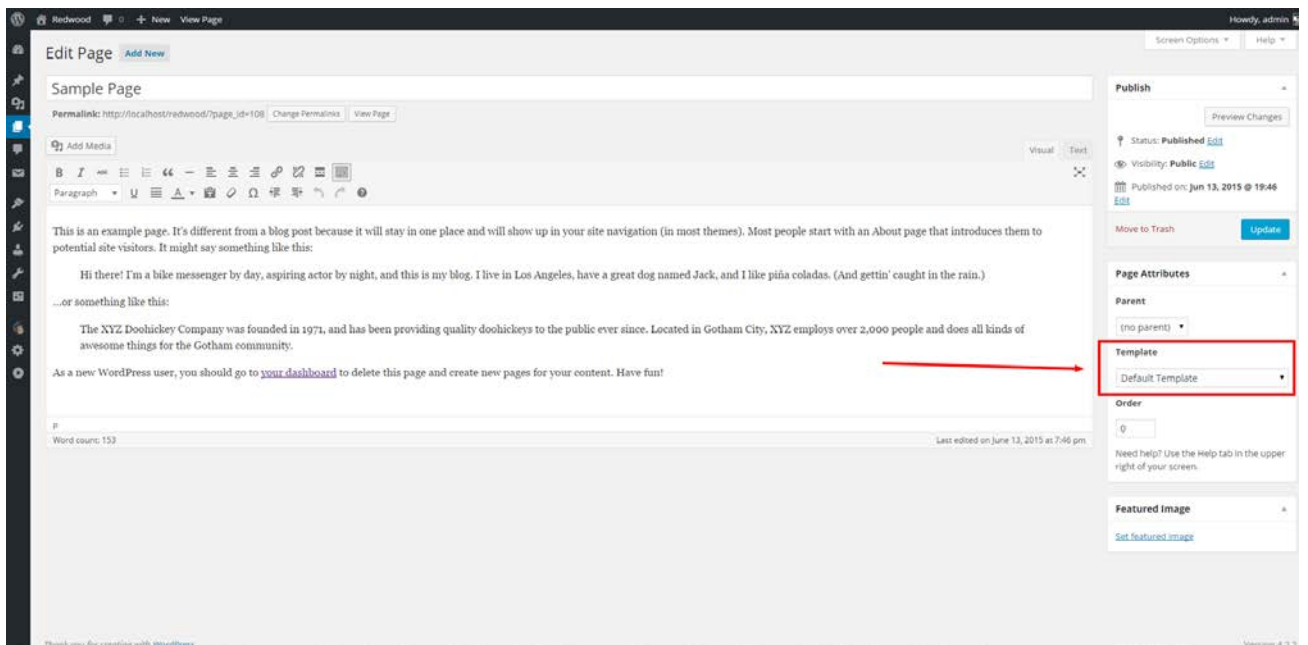 Redwood 0 + New View Page Howdy, admin
Screen Options Help
Edit Page Add New
Sample Page
Permalink: http://localhost/redwood/?page_id=108 Change Permalinks View Page
Add Media
Visual Text
B I ABC
Paragraph U A Ω
This is an example page. It's different from a blog post because it will stay in one place and will show up in your site navigation (in most themes). Most people start with an About page that introduces them to
potential site visitors. It might say something like this:
Hi there! I'm a bike messenger by day, aspiring actor by night, and this is my blog. I live in Los Angeles, have a great dog named Jack, and I like piña coladas. (And gettin' caught in the rain.)
...or something like this:
The XYZ Doohickey Company was founded in 1971, and has been providing quality doohickeys to the public ever since. Located in Gotham City, XYZ employs over 2,000 people and does all kinds of
awesome things for the Gotham community.
As a new WordPress user, you should go to your dashboard to delete this page and create new pages for your content. Have fun!
p
Word count: 153 Last edited on June 13, 2015 at 7:46 pm
Publish
Preview Changes
Status: Published Edit
Visibility: Public Edit
Published on: Jun 13, 2015 @ 19:46
Edit
Move to Trash Update
Page Attributes
Parent
(no parent)
Template
Default Template
Order
0
Need help? Use the Help tab in the upper
right of your screen.
Featured Image
Set featured image
Thank you for creating with WordPress